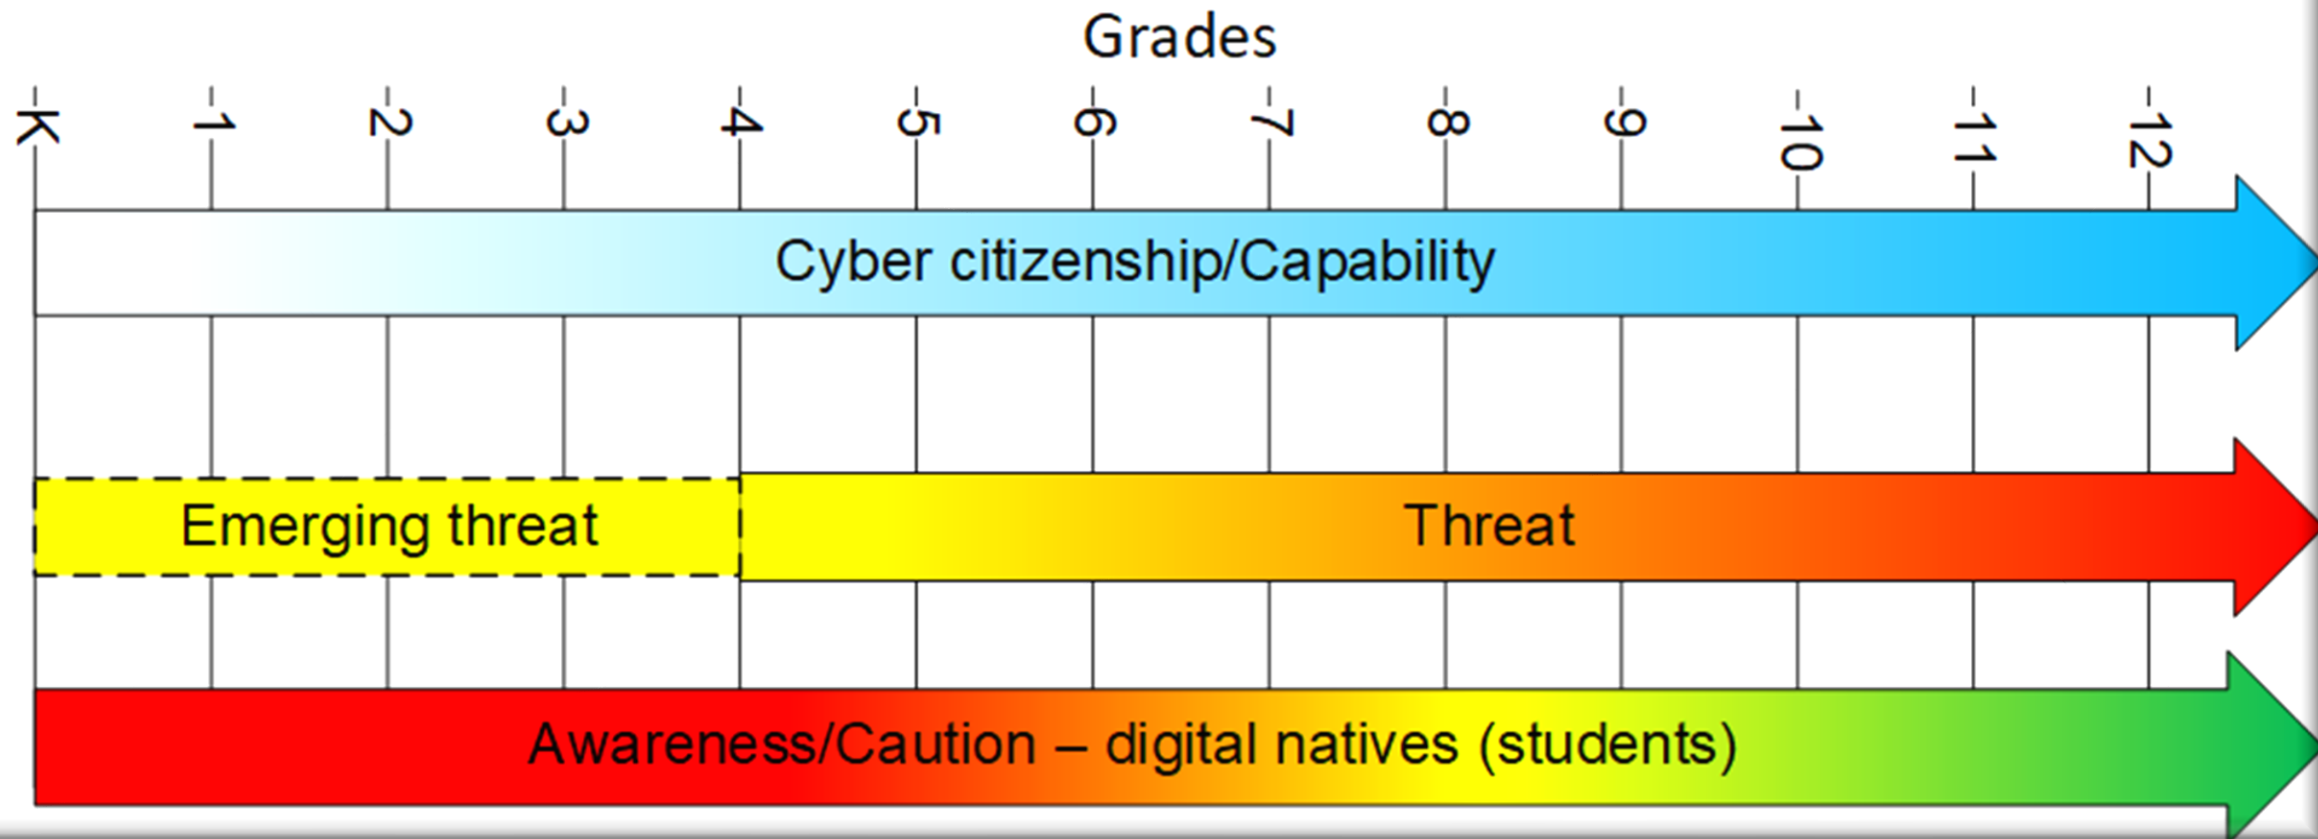 Grades
K
1
2
3
4
5
6
7
8
9
10
11
12
Cyber citizenship/Capability
Emerging threat
Threat
Awareness/Caution – digital natives (students)